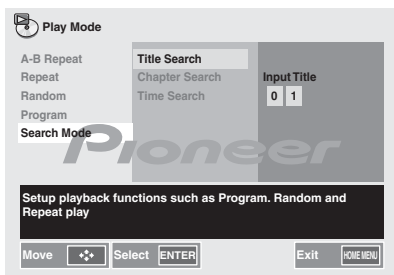 Play Mode
A-B Repeat
Repeat
Random
Program
Search Mode
Title Search
Chapter Search
Time Search
Input Title
0 1
Pioneer
Setup playback functions such as Program. Random and
Repeat play
Move
Select ENTER
Exit HOME MENU